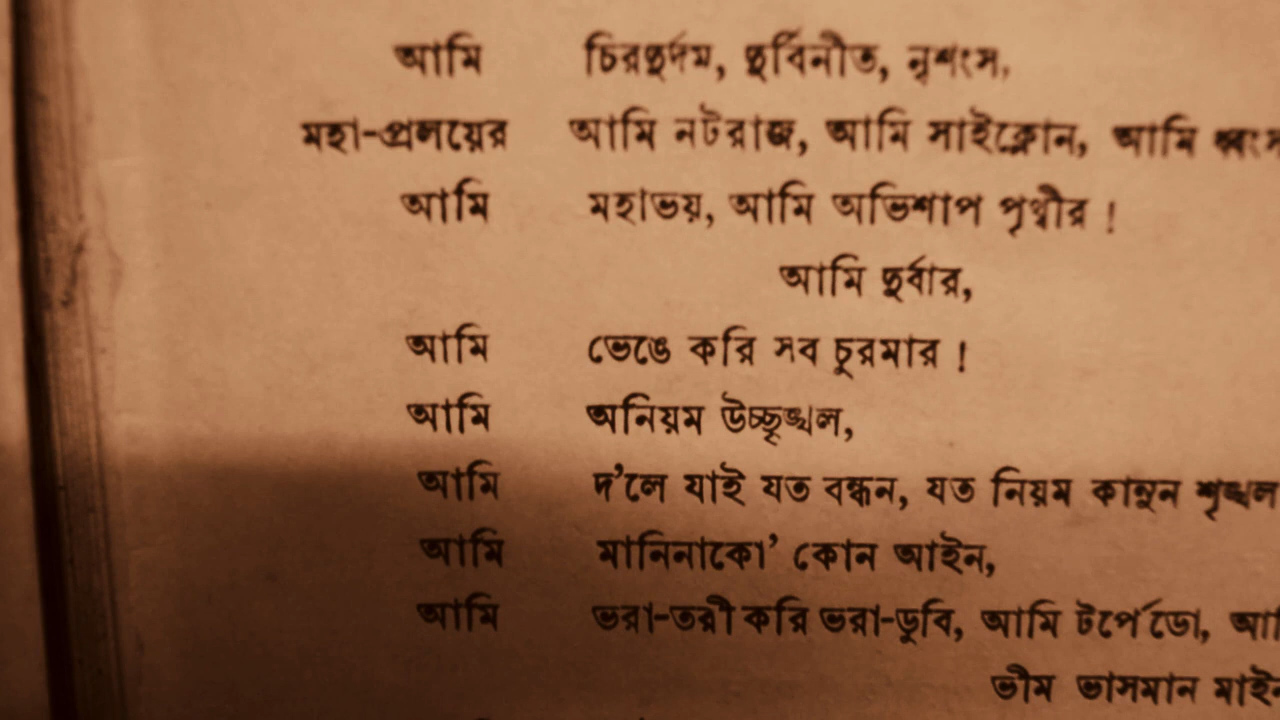 আমি চিরদুর্দম, দুর্বিনীত, নৃশংস,
মহা-প্রলয়ের আমি নটরাজ, আমি সাইক্লোন, আমি
আমি মহাভয়, আমি অভিশাপ পৃথ্বীর !
আমি দুর্বার,
আমি ভেঙে করি সব চুরমার !
আমি অনিয়ম উচ্ছৃঙ্খল,
আমি দ'লে যাই যত বন্ধন, যত নিয়ম কানুন শৃঙ্খল
আমি মানিনাকো' কোন আইন,
আমি ভরা-তরী করি ভরা-ডুবি, আমি টর্পেডো,
ভীম ভাসমান মাইন